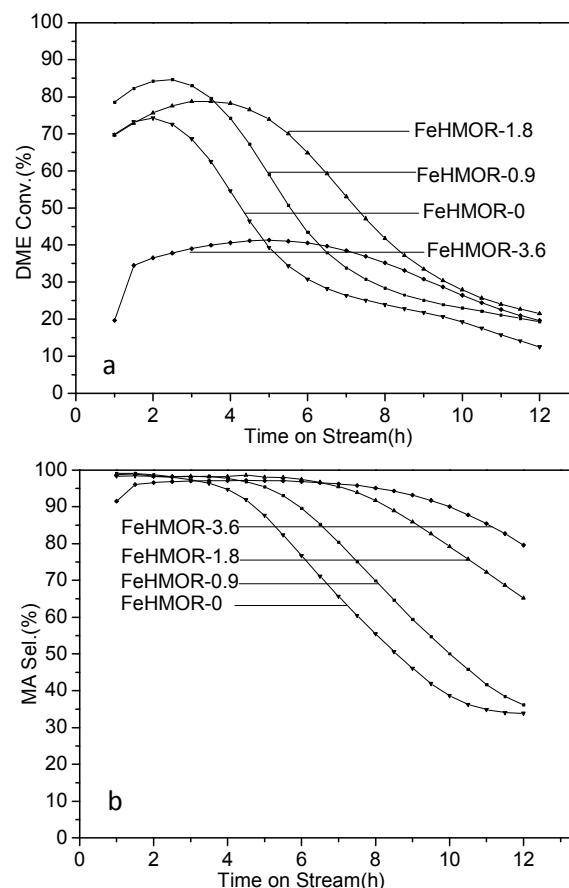 100
90
80
70
60
50
40
30
20
10
0
DME Conv.(%)
FeHMOR-1.8
FeHMOR-0.9
FeHMOR-0
FeHMOR-3.6
a
0 2 4 6 8 10 12
Time on Stream(h)
100
90
80
70
60
50
40
30
20
10
0
MA Sel.(%)
FeHMOR-3.6
FeHMOR-1.8
FeHMOR-0.9
FeHMOR-0
b
0 2 4 6 8 10 12
Time on Stream(h)